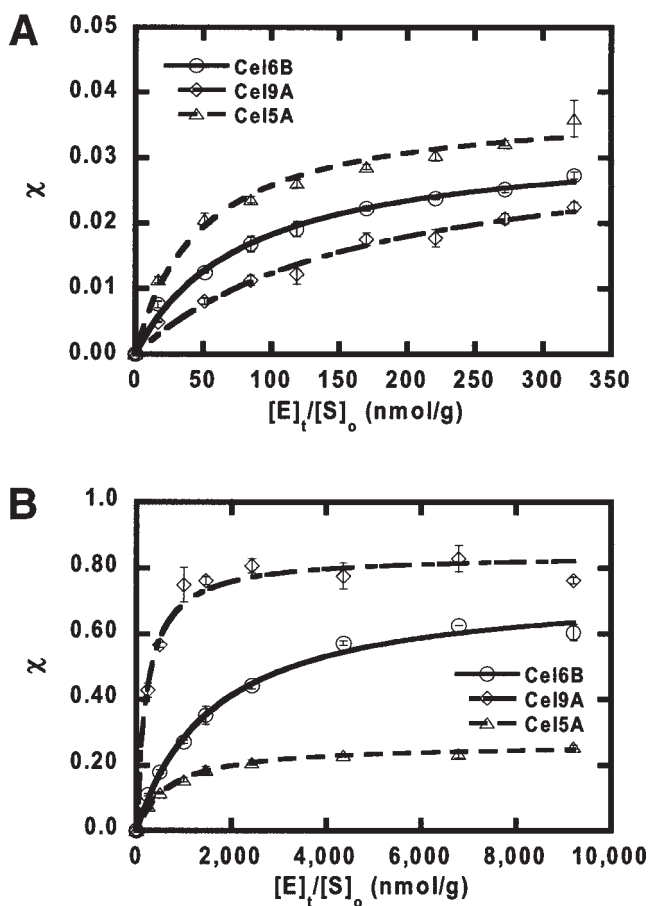 A
0.05
0.04
0.03
0.02
0.01
0.00
χ
Cel6B
Cel9A
Cel5A
0 50 100 150 200 250 300 350
[E]t/[S]o (nmol/g)
B
1.0
0.80
0.60
0.40
0.20
0.0
χ
Cel6B
Cel9A
Cel5A
0 2,000 4,000 6,000 8,000 10,000
[E]t/[S]o (nmol/g)